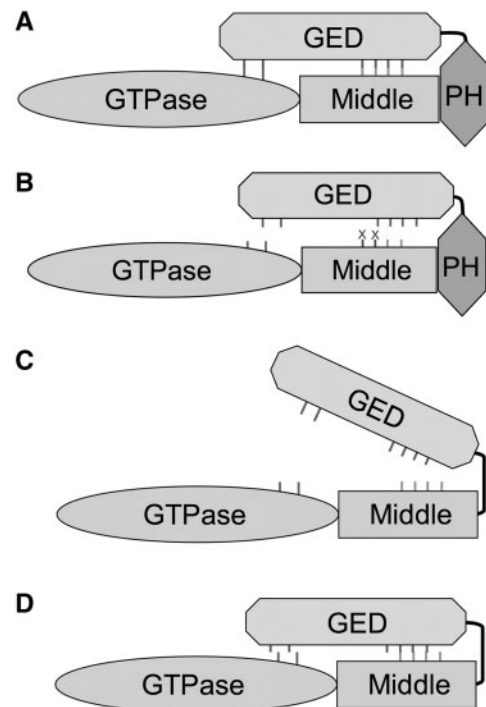 A
GED
GTPase
Middle
PH
B
GED
X X
GTPase
Middle
PH
C
GED
GTPase
Middle
D
GED
GTPase
Middle